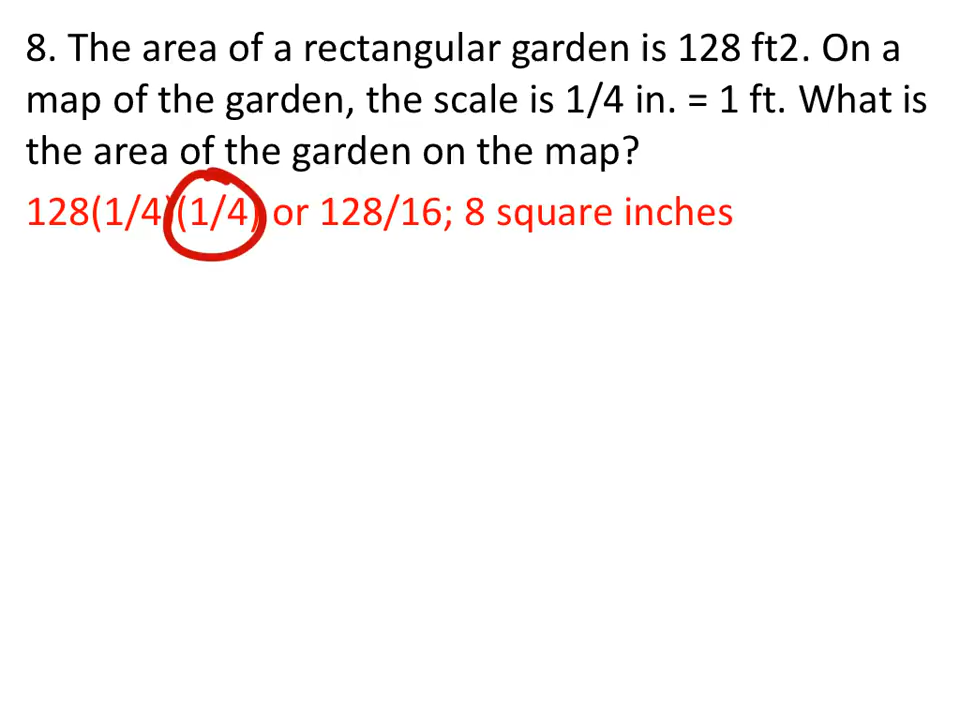 8. The area of a rectangular garden is 128 ft2. On a
map of the garden, the scale is 1/4 in. = 1 ft. What is
the area of the garden on the map?
128(1/4)(1/4) or 128/16; 8 square inches